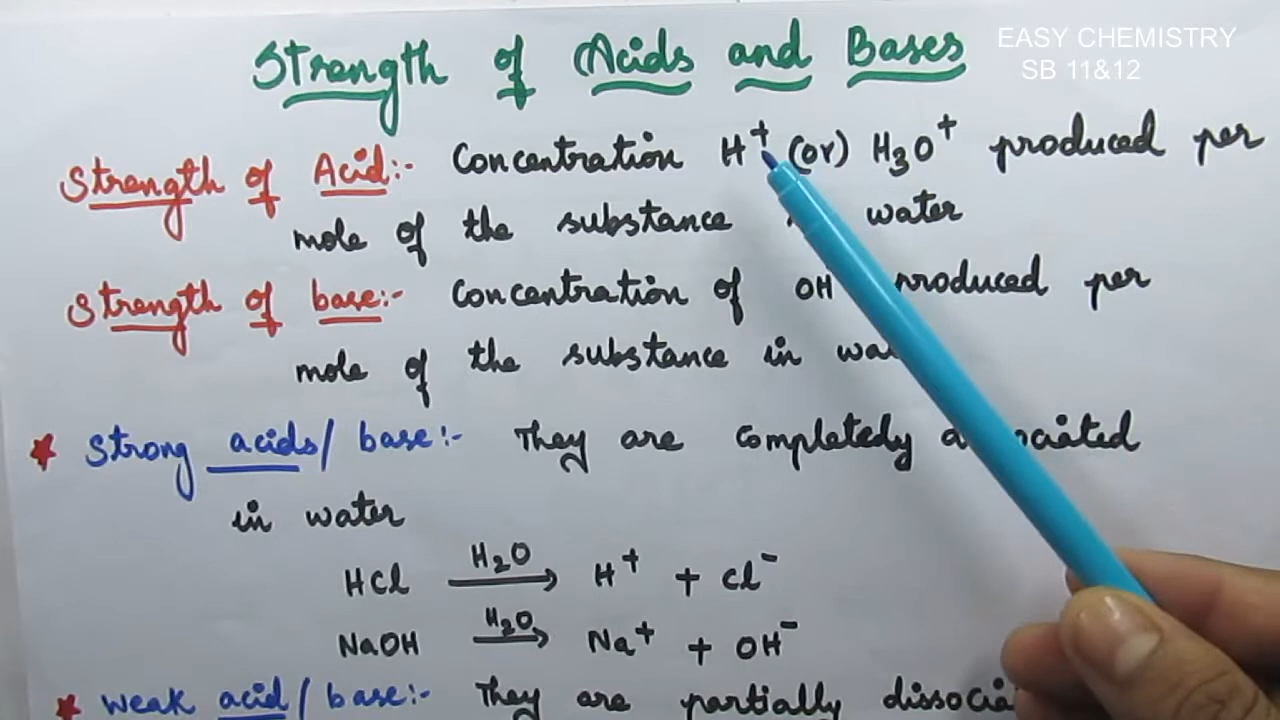 Strength of Acids and Bases
EASY CHEMISTRY
SB 11&12
Strength of Acid:- Concentration H⁺ (or) H₃O⁺ produced per
mole of the substance water
Strength of base:- Concentration of OH produced per
mole of the substance in
* Strong acids/ base:- They are completely
in water
HCl H₂O → H⁺ + Cl⁻
NaOH H₂O → Na⁺ + OH⁻
* weak acid/ base:- They are partially